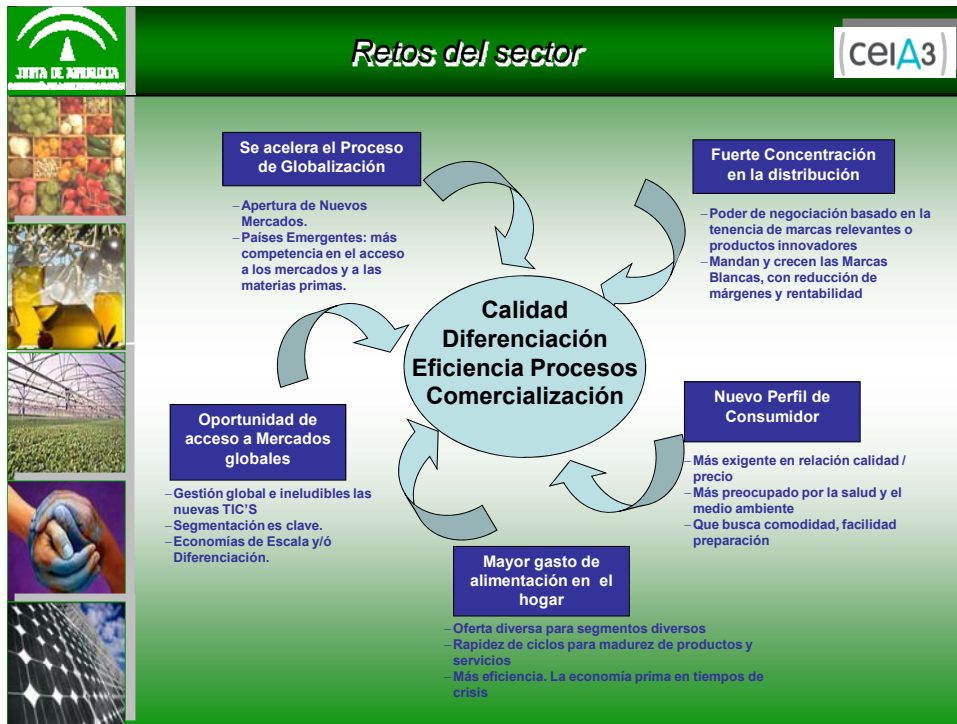 Retos del sector
JUNTA DE ANDALUCIA
(ceiA3)
Se acelera el Proceso
de Globalización
–Apertura de Nuevos
Mercados.
–Países Emergentes: más
competencia en el acceso
a los mercados y a las
materias primas.
Fuerte Concentración
en la distribución
–Poder de negociación basado en la
tenencia de marcas relevantes o
productos innovadores
–Mandan y crecen las Marcas
Blancas, con reducción de
márgenes y rentabilidad
Calidad
Diferenciación
Eficiencia Procesos
Comercialización
Oportunidad de
acceso a Mercados
globales
–Gestión global e ineludibles las
nuevas TIC'S
–Segmentación es clave.
–Economías de Escala y/ó
Diferenciación.
Nuevo Perfil de
Consumidor
–Más exigente en relación calidad /
precio
–Más preocupado por la salud y el
medio ambiente
–Que busca comodidad, facilidad
preparación
Mayor gasto de
alimentación en el
hogar
–Oferta diversa para segmentos diversos
–Rapidez de ciclos para madurez de productos y
servicios
–Más eficiencia. La economía prima en tiempos de
crisis